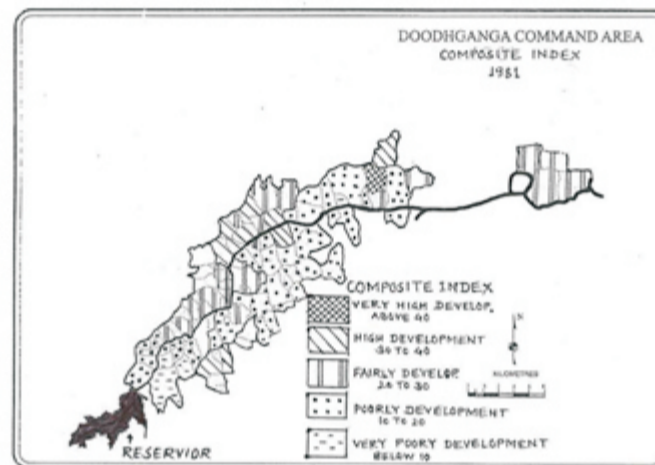 DOODHGANGA COMMAND AREA
COMPOSITE INDEX
1981
COMPOSITE INDEX
VERY HIGH DEVELOP.
ABOVE 40
HIGH DEVELOPMENT
30 TO 40
FAIRLY DEVELOP.
20 TO 30
POORLY DEVELOPMENT
10 TO 20
VERY POORY DEVELOPMENT
BELOW 10
N
KILOMETRES
RESERVIOR